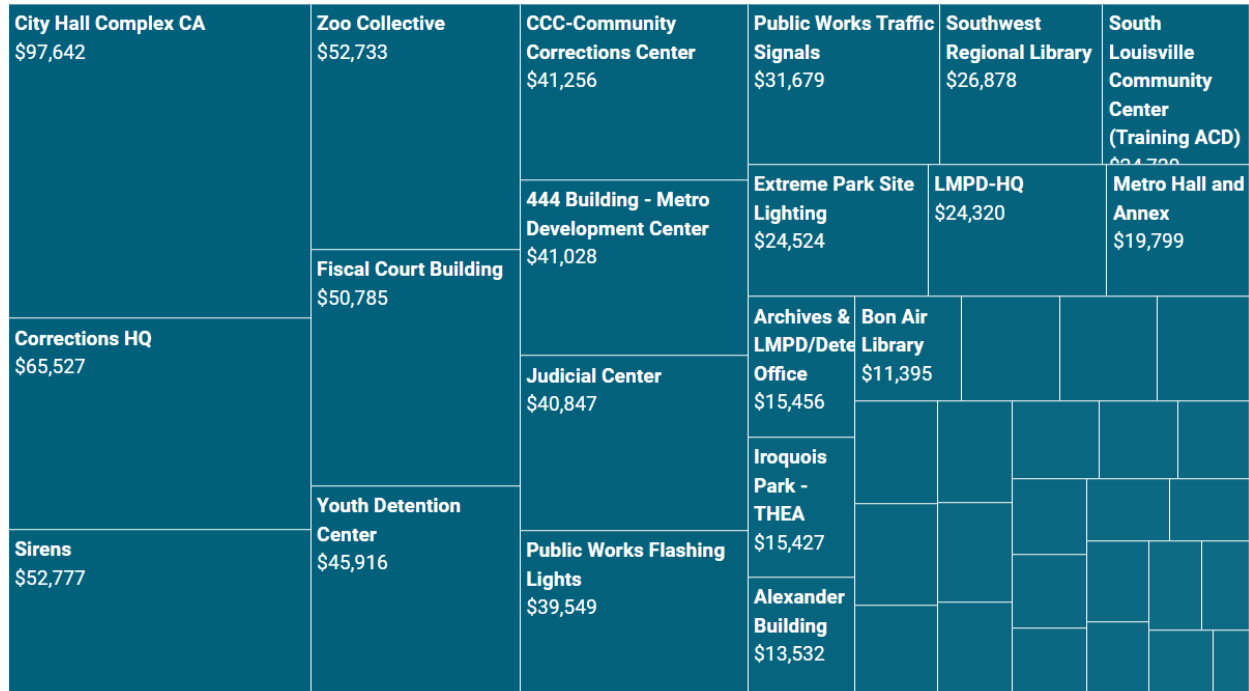 City Hall Complex CA
$97,642
Corrections HQ
$65,527
Sirens
$52,777
Zoo Collective
$52,733
Fiscal Court Building
$50,785
Youth Detention
Center
$45,916
CCC-Community
Corrections Center
$41,256
444 Building - Metro
Development Center
$41,028
Judicial Center
$40,847
Public Works Flashing
Lights
$39,549
Public Works Traffic
Signals
$31,679
Southwest
Regional Library
$26,878
South
Louisville
Community
Center
(Training ACD)
Extreme Park Site
Lighting
$24,524
LMPD-HQ
$24,320
Metro Hall and
Annex
$19,799
Archives &
LMPD/Dete
Office
$15,456
Iroquois
Park -
THEA
$15,427
Alexander
Building
$13,532
Bon Air
Library
$11,395